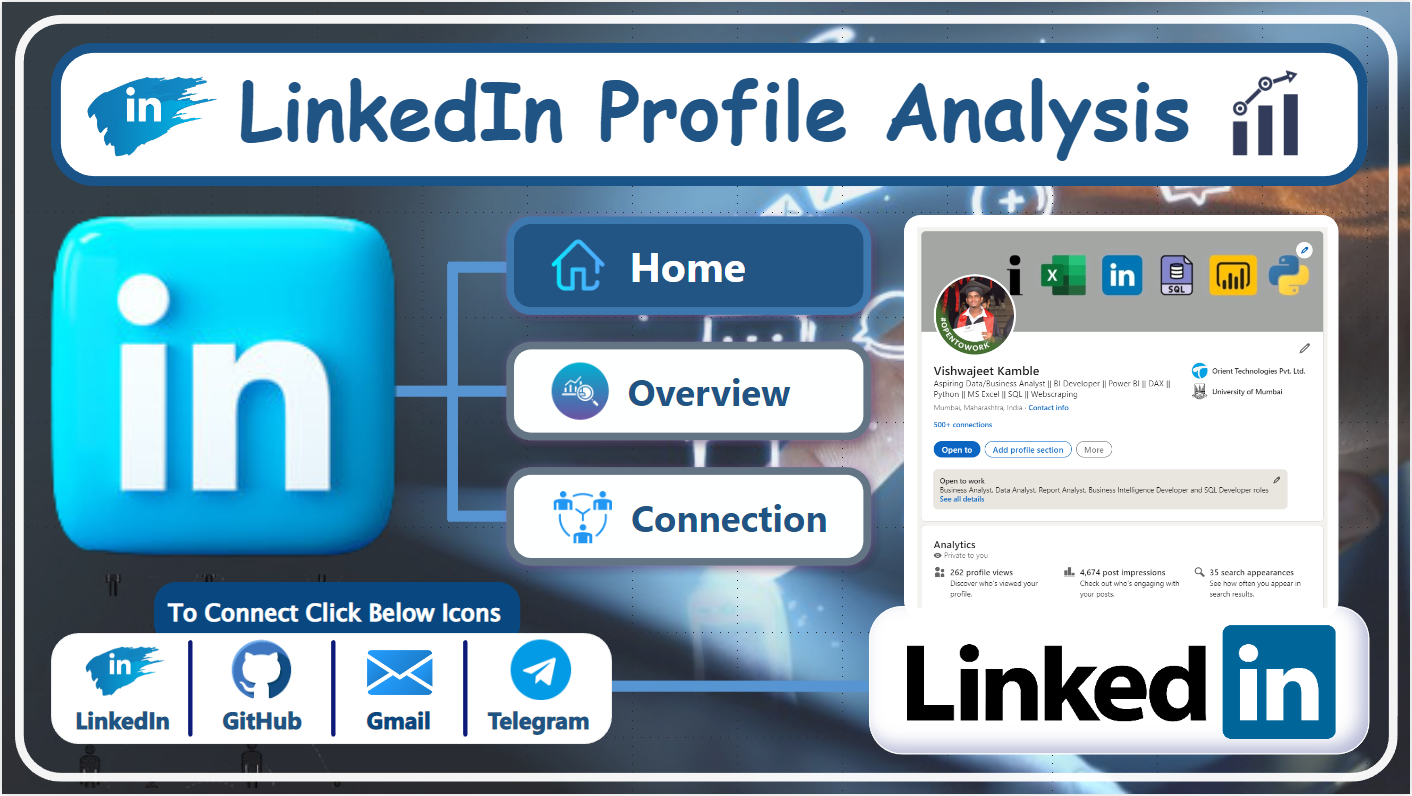 in
LinkedIn Profile Analysis
in
Home
Overview
Connection
i
X
in
SQL
#OPENTOWORK
Vishwajeet Kamble
Aspiring Data/Business Analyst || BI Developer || Power BI || DAX ||
Python || MS Excel || SQL || Webscraping
Mumbai, Maharashtra, India · Contact info
500+ connections
Orient Technologies Pvt. Ltd.
University of Mumbai
Open to
Add profile section
More
Open to work
Business Analyst, Data Analyst, Report Analyst, Business Intelligence Developer and SQL Developer roles
See all details
Analytics
Private to you
262 profile views
Discover who's viewed your
profile.
4,674 post impressions
Check out who's engaging with
your posts.
35 search appearances
See how often you appear in
search results.
To Connect Click Below Icons
in
LinkedIn
GitHub
Gmail
Telegram
Linked in